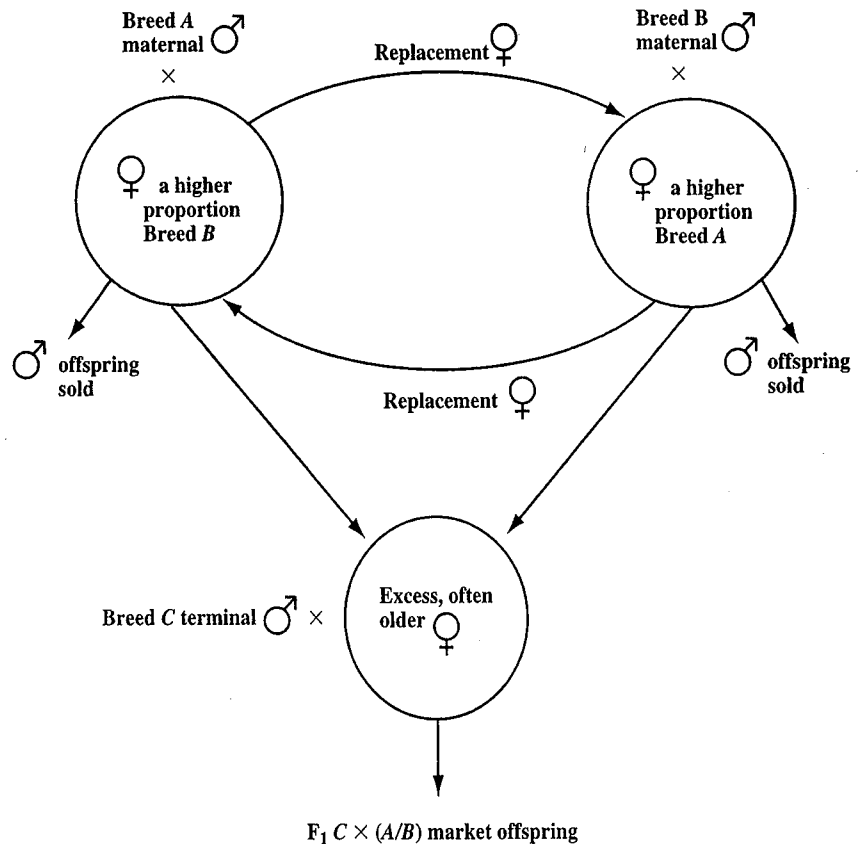 Breed A
maternal ♂
×
Replacement ♀
Breed B
maternal ♂
×
♀ a higher
proportion
Breed B
♀ a higher
proportion
Breed A
♂ offspring
sold
Replacement ♀
♂ offspring
sold
Breed C terminal ♂ ×
Excess, often
older ♀
F₁ C × (A/B) market offspring